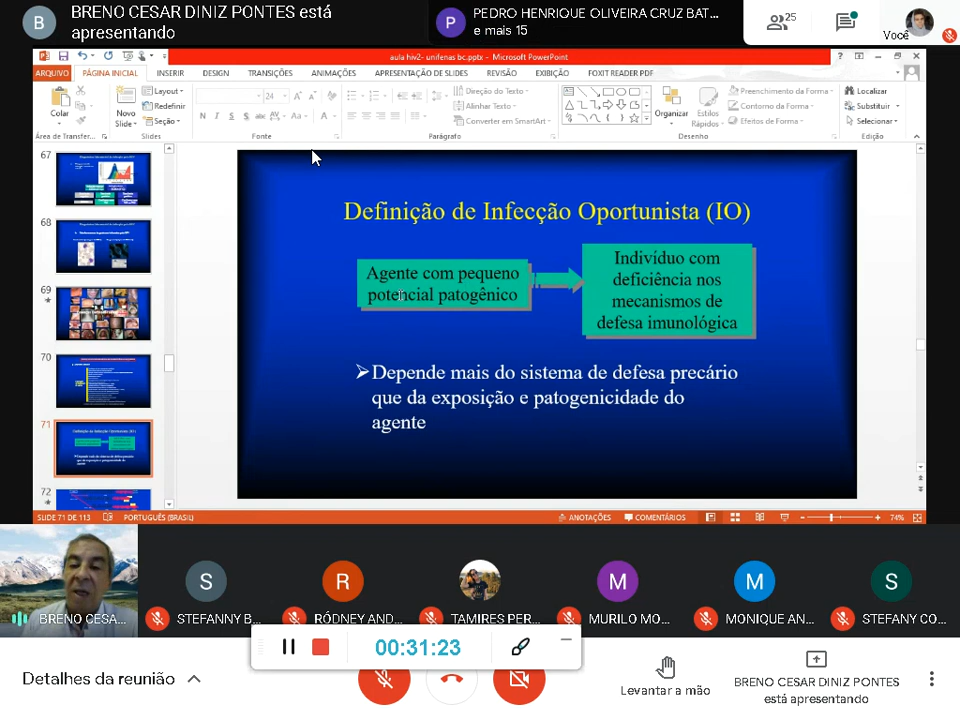 B
BRENO CESAR DINIZ PONTES está
apresentando
P
PEDRO HENRIQUE OLIVEIRA CRUZ BAT...
e mais 15
25
Você
aula hiv2- unifenas bc.pptx - Microsoft PowerPoint
ARQUIVO PÁGINA INICIAL INSERIR DESIGN TRANSIÇÕES ANIMAÇÕES APRESENTAÇÃO DE SLIDES REVISÃO EXIBIÇÃO FOXIT READER PDF
Colar
Novo
Slide
Layout
Redefinir
Seção
24
N I S S abc AV Aa A
Direção do Texto
Alinhar Texto
Converter em SmartArt
Organizar
Estilos
Rápidos
Preenchimento da Forma
Contorno da Forma
Efeitos de Forma
Localizar
Substituir
Selecionar
Área de Transfer...
Slides
Fonte
Parágrafo
Desenho
Edição
67
68
69
70
71
72
Definição de Infecção Oportunista (IO)
Agente com pequeno
potencial patogênico
Indivíduo com
deficiência nos
mecanismos de
defesa imunológica
➢Depende mais do sistema de defesa precário
que da exposição e patogenicidade do
agente
SLIDE 71 DE 113 PORTUGUÊS (BRASIL)
ANOTAÇÕES COMENTÁRIOS 74%
S
R
M
M
S
BRENO CESA...
STEFANNY B...
RÓDNEY AND...
TAMIRES PER...
MURILO MO...
MONIQUE AN...
STEFANY CO...
00:31:23
Detalhes da reunião
Levantar a mão
BRENO CESAR DINIZ PONTES
está apresentando